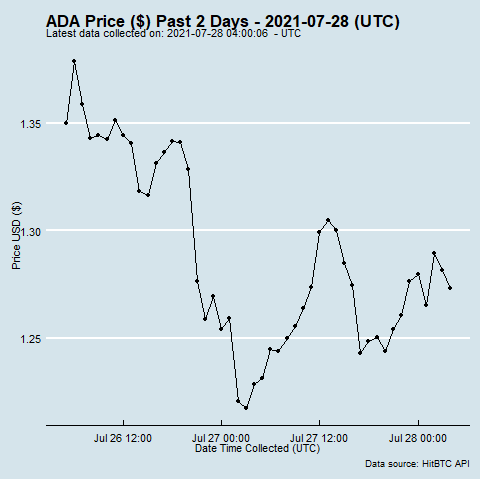 ADA Price ($) Past 2 Days - 2021-07-28 (UTC)
Latest data collected on: 2021-07-28 04:00:06  - UTC
1.35
1.30
1.25
Price USD ($)
Jul 26 12:00 Jul 27 00:00 Jul 27 12:00 Jul 28 00:00
Date Time Collected (UTC)
Data source: HitBTC API